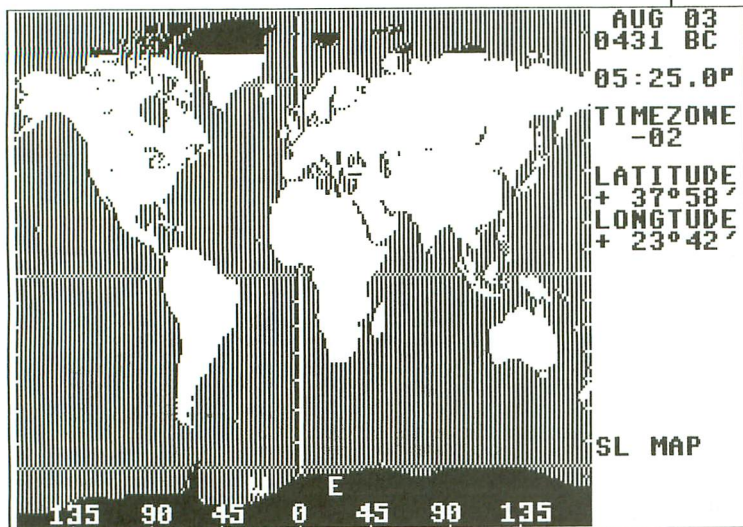 AUG 03
0431 BC
05:25.0P
TIMEZONE
-02
LATITUDE
+ 37°58′
LONGTUDE
+ 23°42′
SL MAP
W E
135 90 45 0 45 90 135